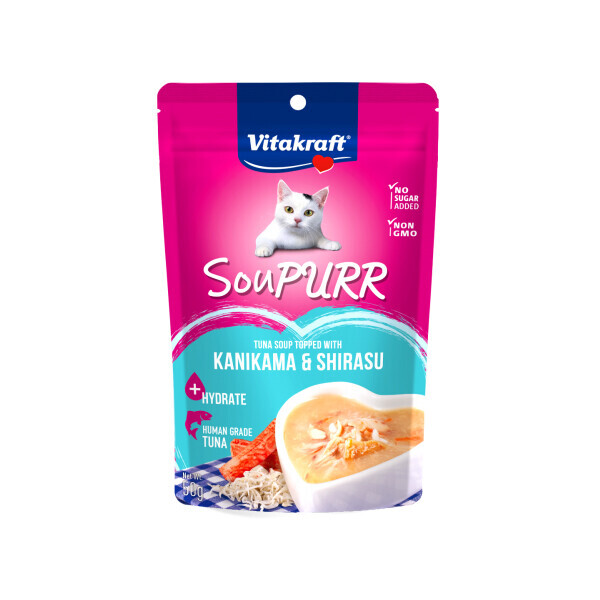 Vitakraft®
NO
SUGAR
ADDED
NON
GMO
SouPURR
TUNA SOUP TOPPED WITH
KANIKAMA & SHIRASU
+HYDRATE
HUMAN GRADE
TUNA
Net Wt.
50g